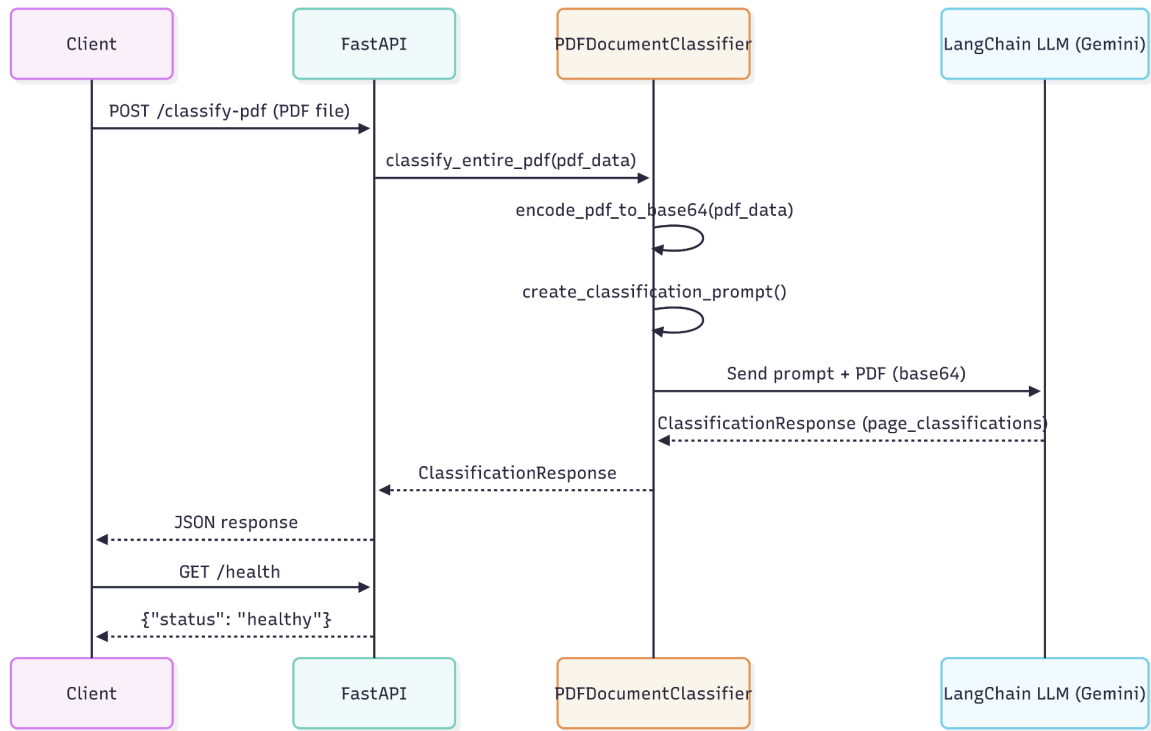 Client
FastAPI
PDFDocumentClassifier
LangChain LLM (Gemini)
POST /classify-pdf (PDF file)
classify_entire_pdf(pdf_data)
encode_pdf_to_base64(pdf_data)
create_classification_prompt()
Send prompt + PDF (base64)
ClassificationResponse (page_classifications)
ClassificationResponse
JSON response
GET /health
{"status": "healthy"}
Client
FastAPI
PDFDocumentClassifier
LangChain LLM (Gemini)